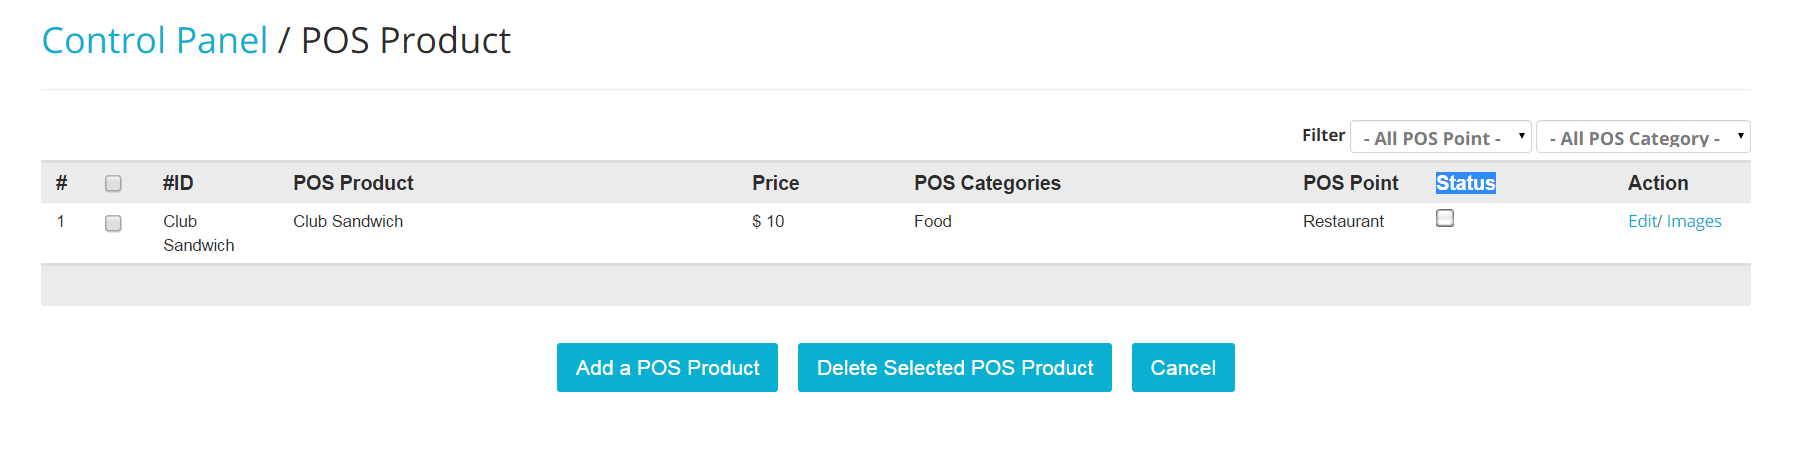 Control Panel / POS Product
Filter - All POS Point - - All POS Category -
# #ID POS Product Price POS Categories POS Point Status Action
1 Club Sandwich Club Sandwich $ 10 Food Restaurant Edit/ Images
Add a POS Product Delete Selected POS Product Cancel